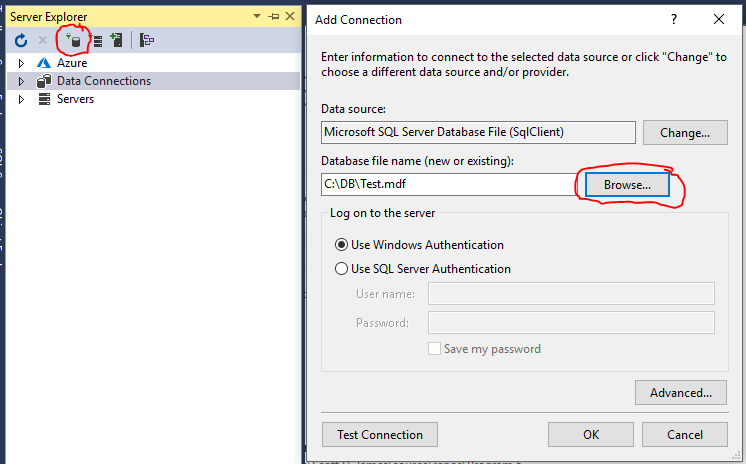 Server Explorer
Azure
Data Connections
Servers
Add Connection
Enter information to connect to the selected data source or click "Change" to
choose a different data source and/or provider.
Data source:
Microsoft SQL Server Database File (SqlClient)
Change...
Database file name (new or existing):
C:\DB\Test.mdf
Browse...
Log on to the server
Use Windows Authentication
Use SQL Server Authentication
User name:
Password:
Save my password
Advanced...
Test Connection
OK
Cancel